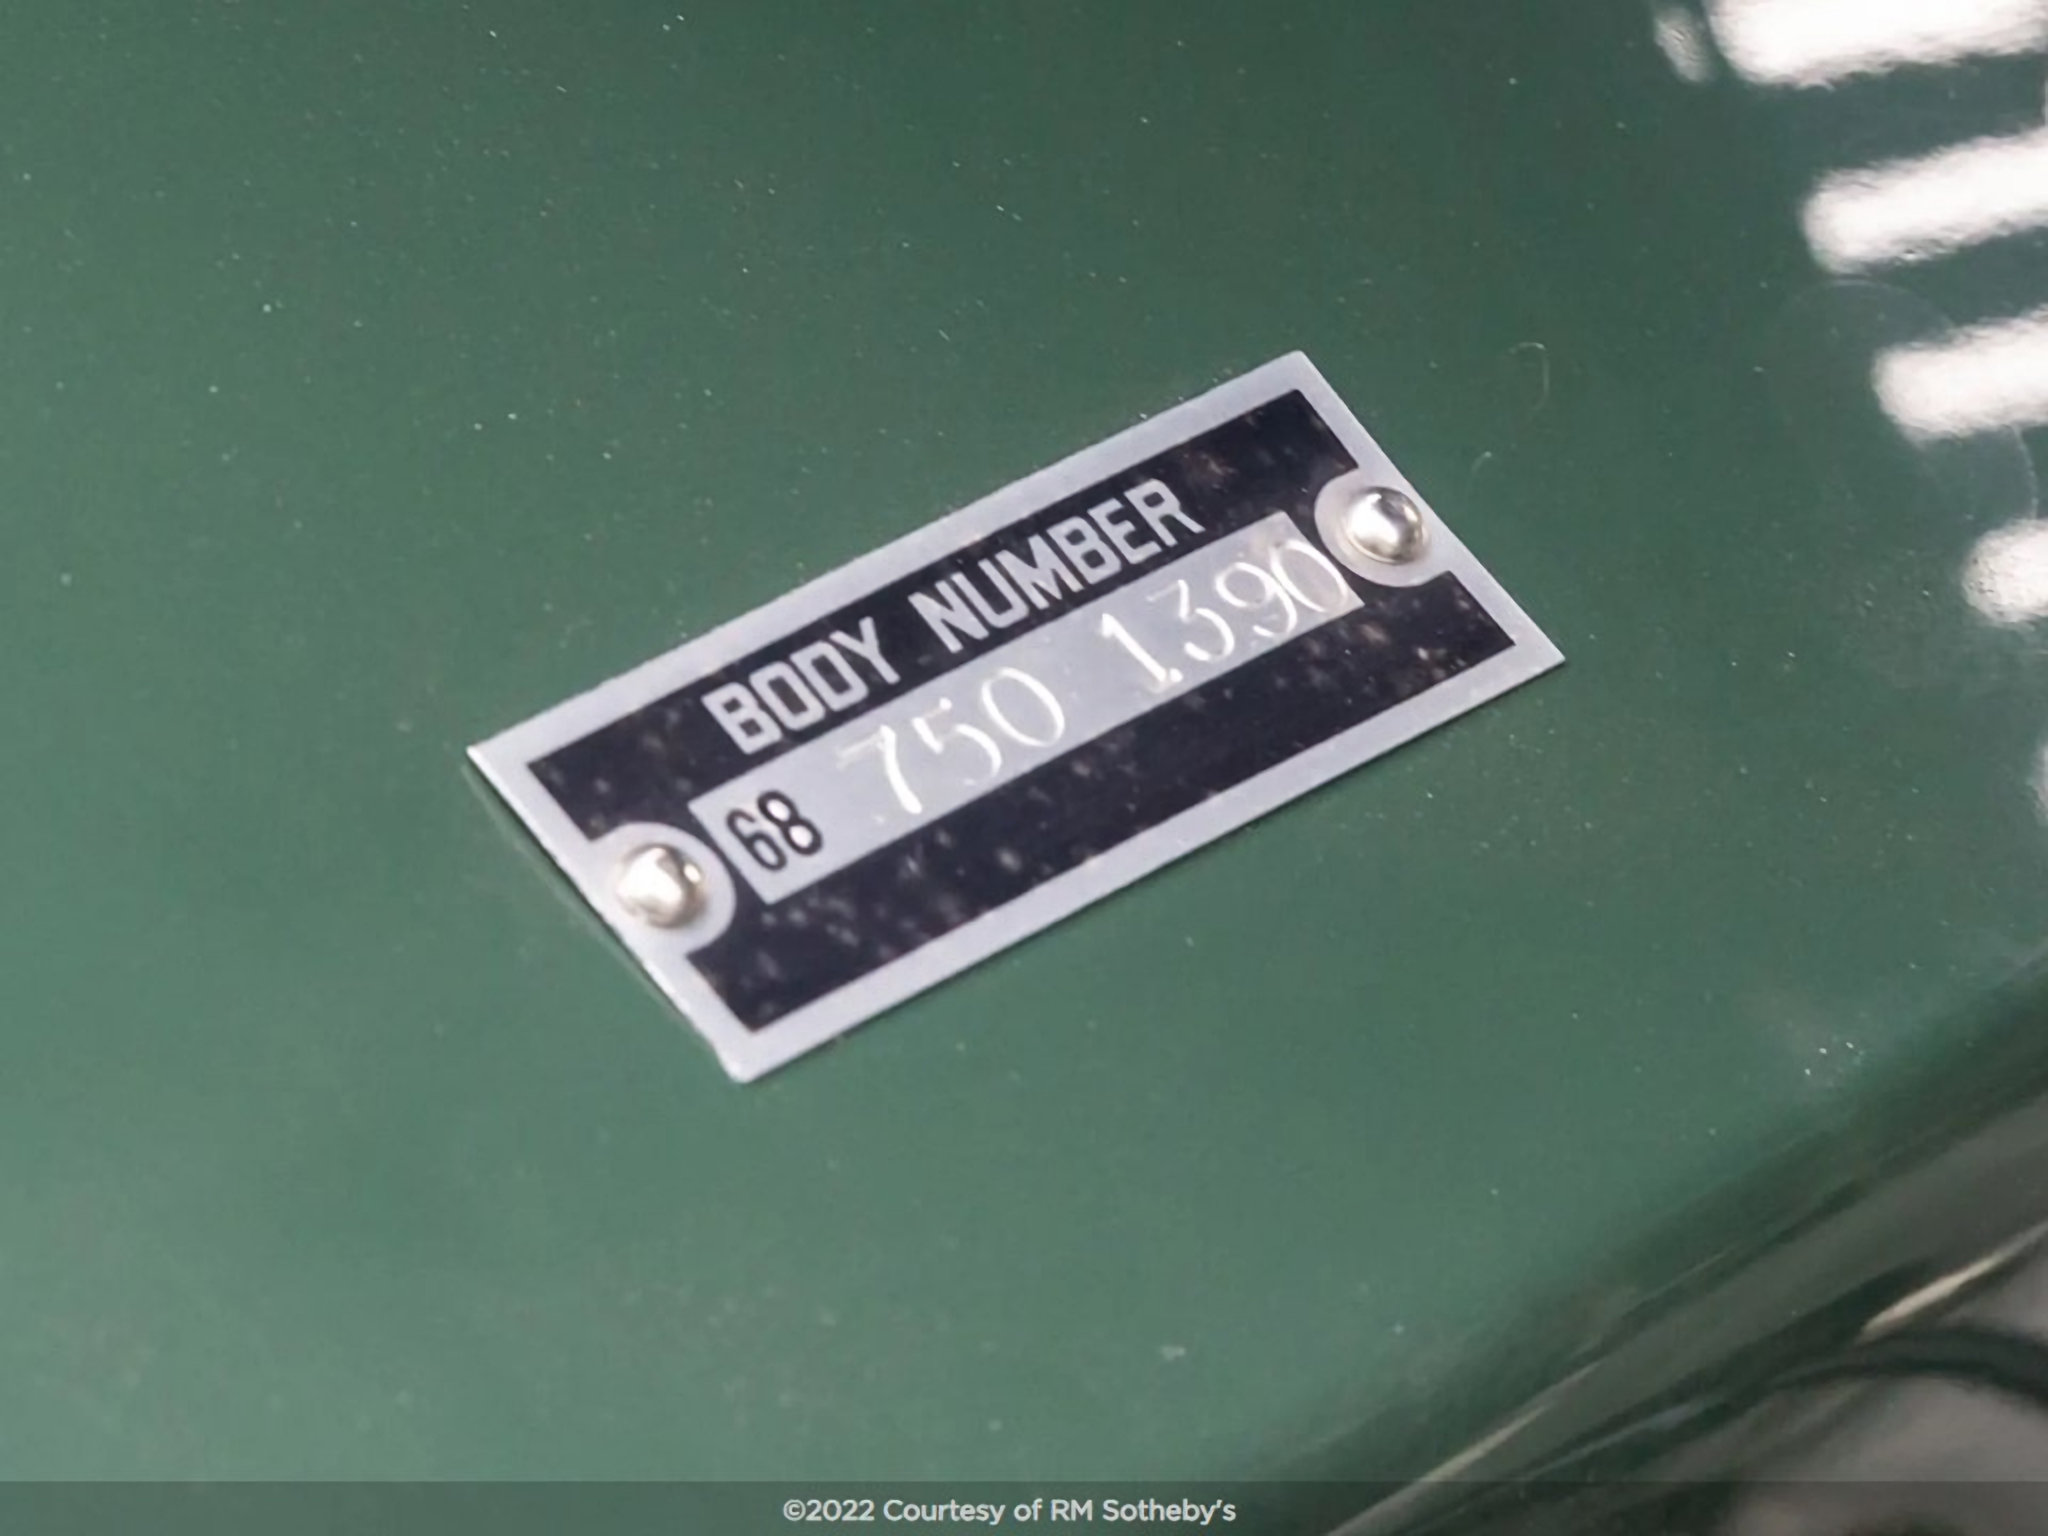 BODY NUMBER
68 750 1390
©2022 Courtesy of RM Sotheby's